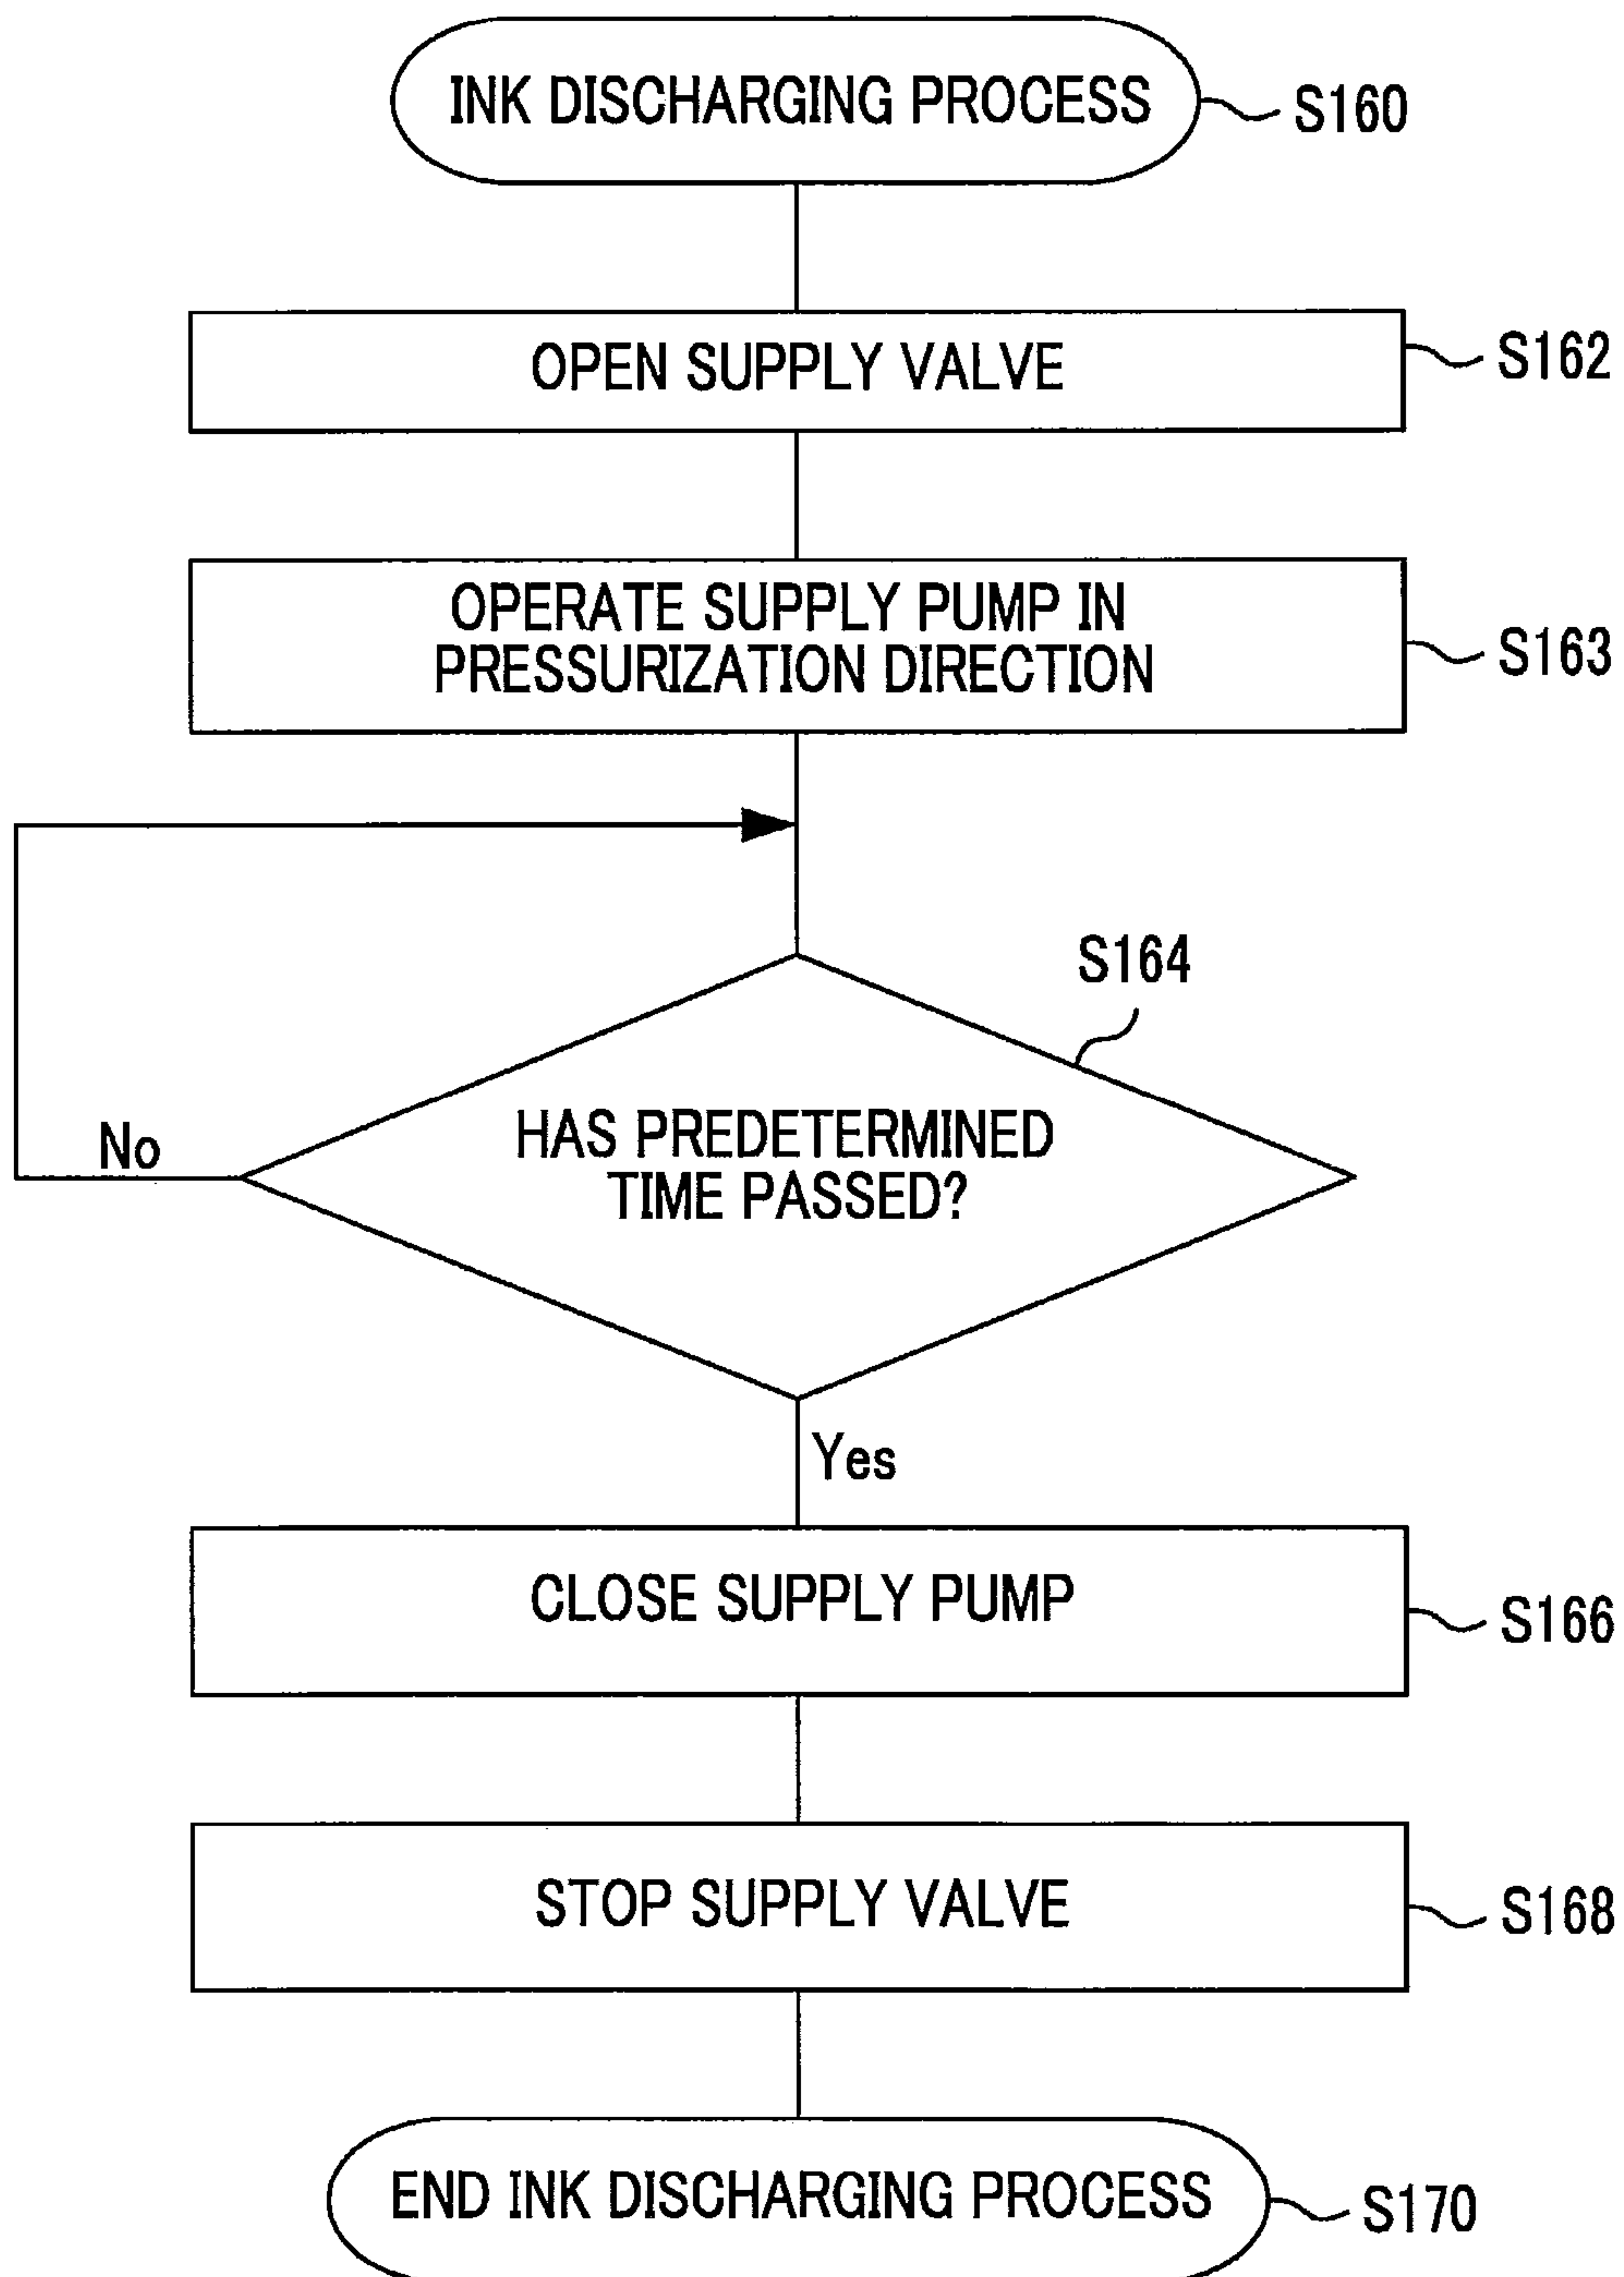 INK DISCHARGING PROCESS
S160
OPEN SUPPLY VALVE
S162
OPERATE SUPPLY PUMP IN
PRESSURIZATION DIRECTION
S163
S164
HAS PREDETERMINED
TIME PASSED?
No
Yes
CLOSE SUPPLY PUMP
S166
STOP SUPPLY VALVE
S168
END INK DISCHARGING PROCESS
S170